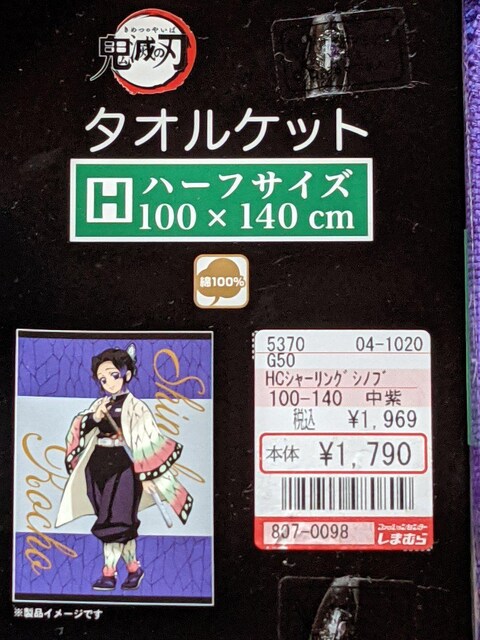 きめつのやいば
鬼滅の刃
タオルケット
H ハーフサイズ
100 × 140 cm
綿100%
Shinobu
Kocho
※製品イメージです
5370 04-1020
G50
HCシャーリング シノブ
100-140 中紫
税込 ¥1,969
本体 ¥1,790
807-0098
ファッションセンター
しまむら